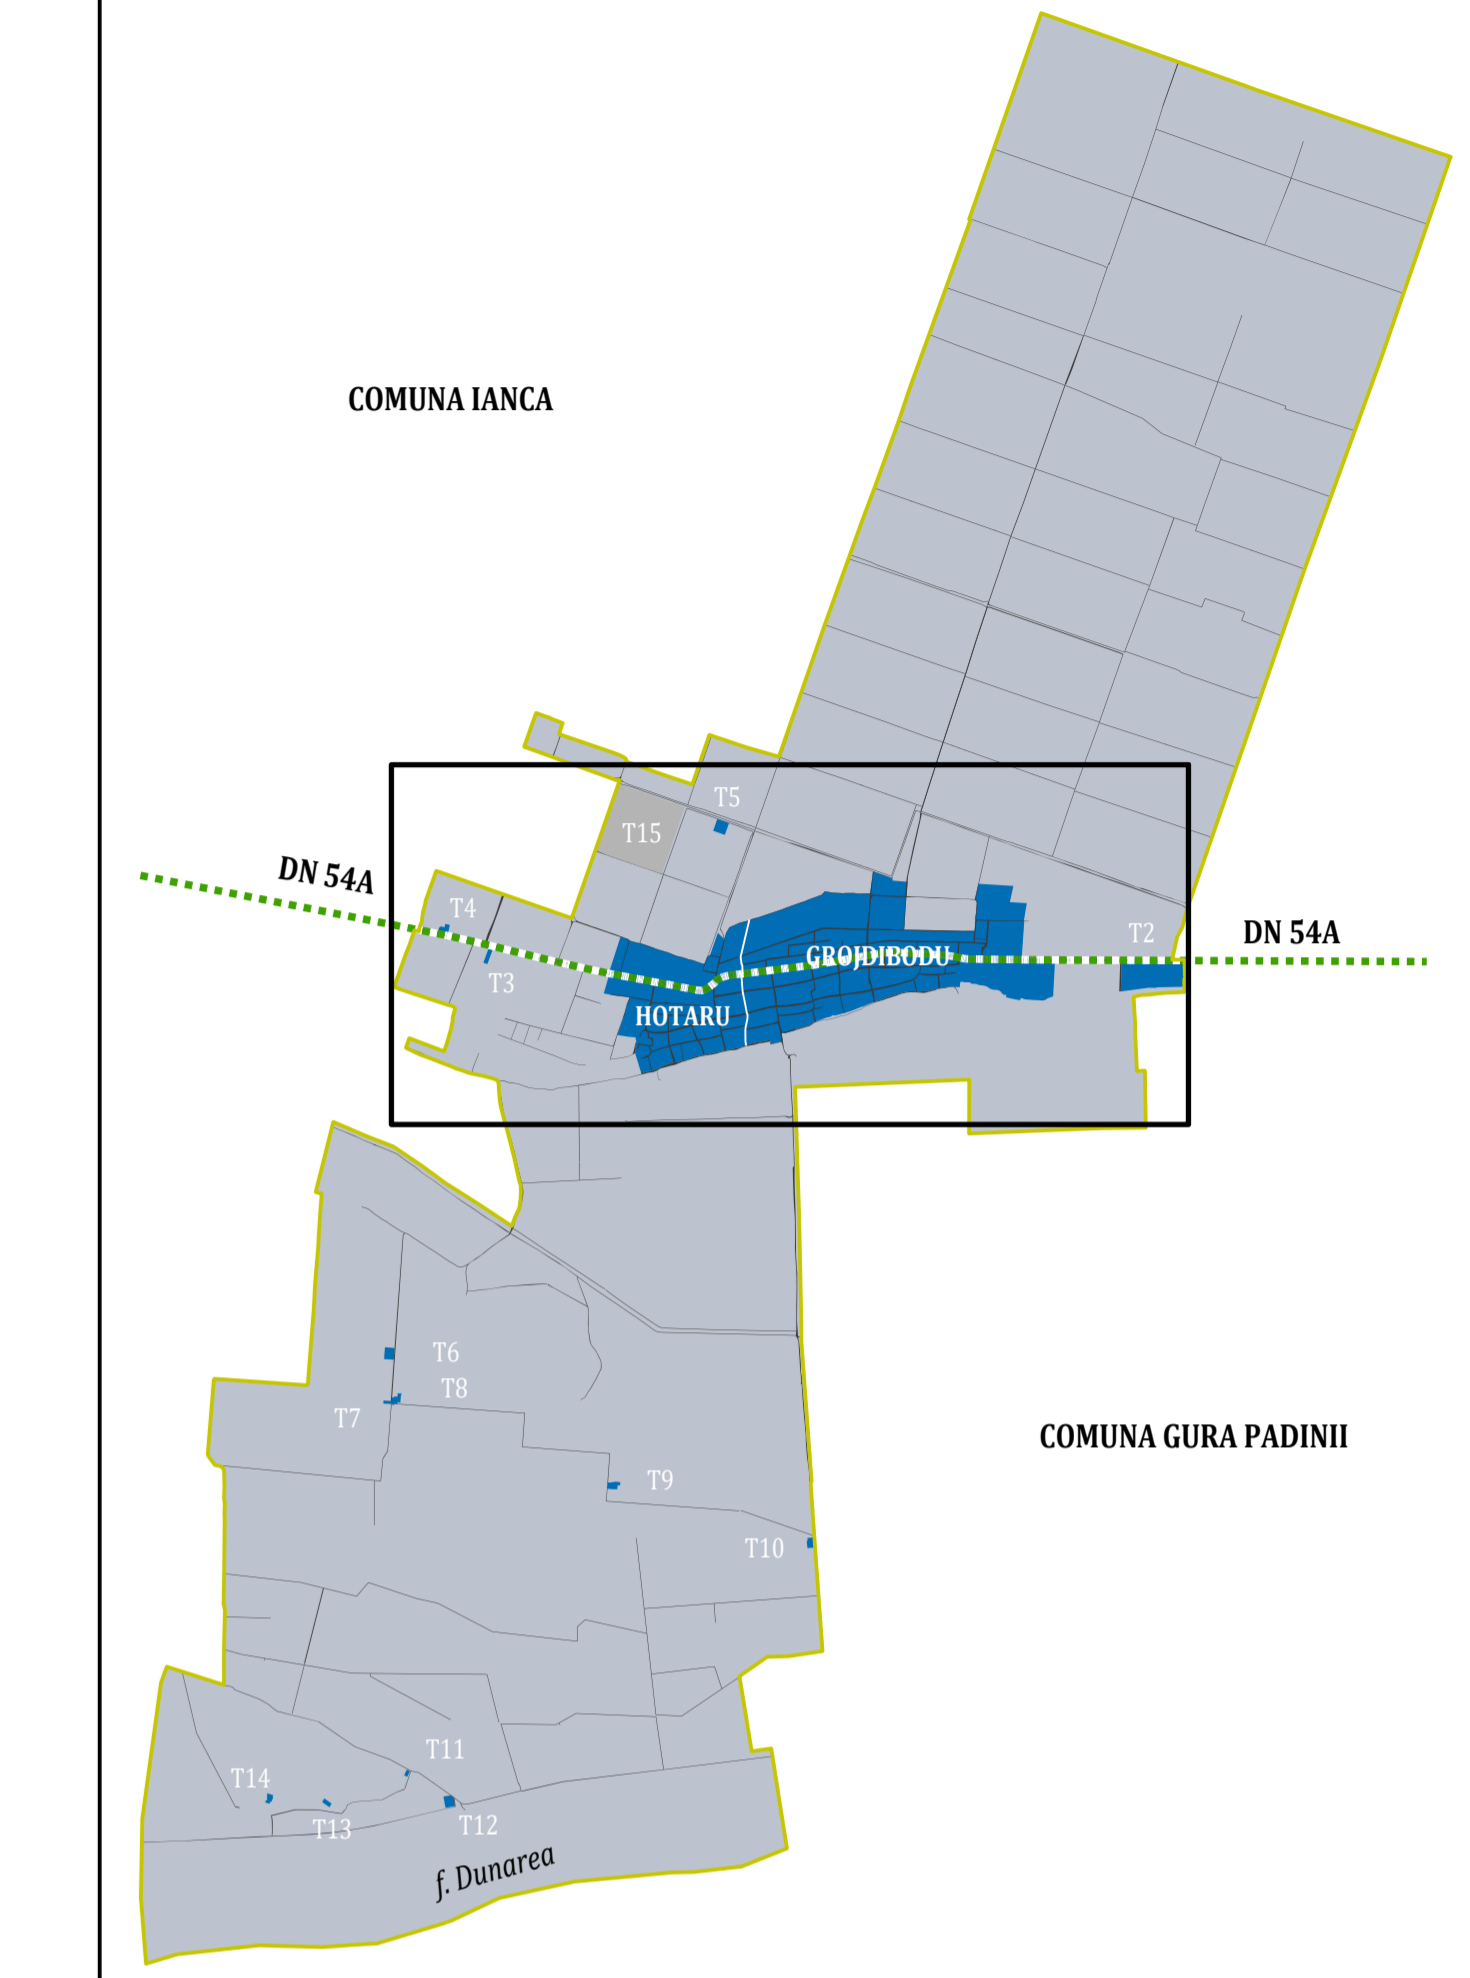 COMUNA IANCA
T5
T15
DN 54A
T4
T2
DN 54A
GROJDIBODU
T3
HOTARU
T6
T8
T7
COMUNA GURA PADINII
T9
T10
T11
T14
T12
T13
f. Dunarea